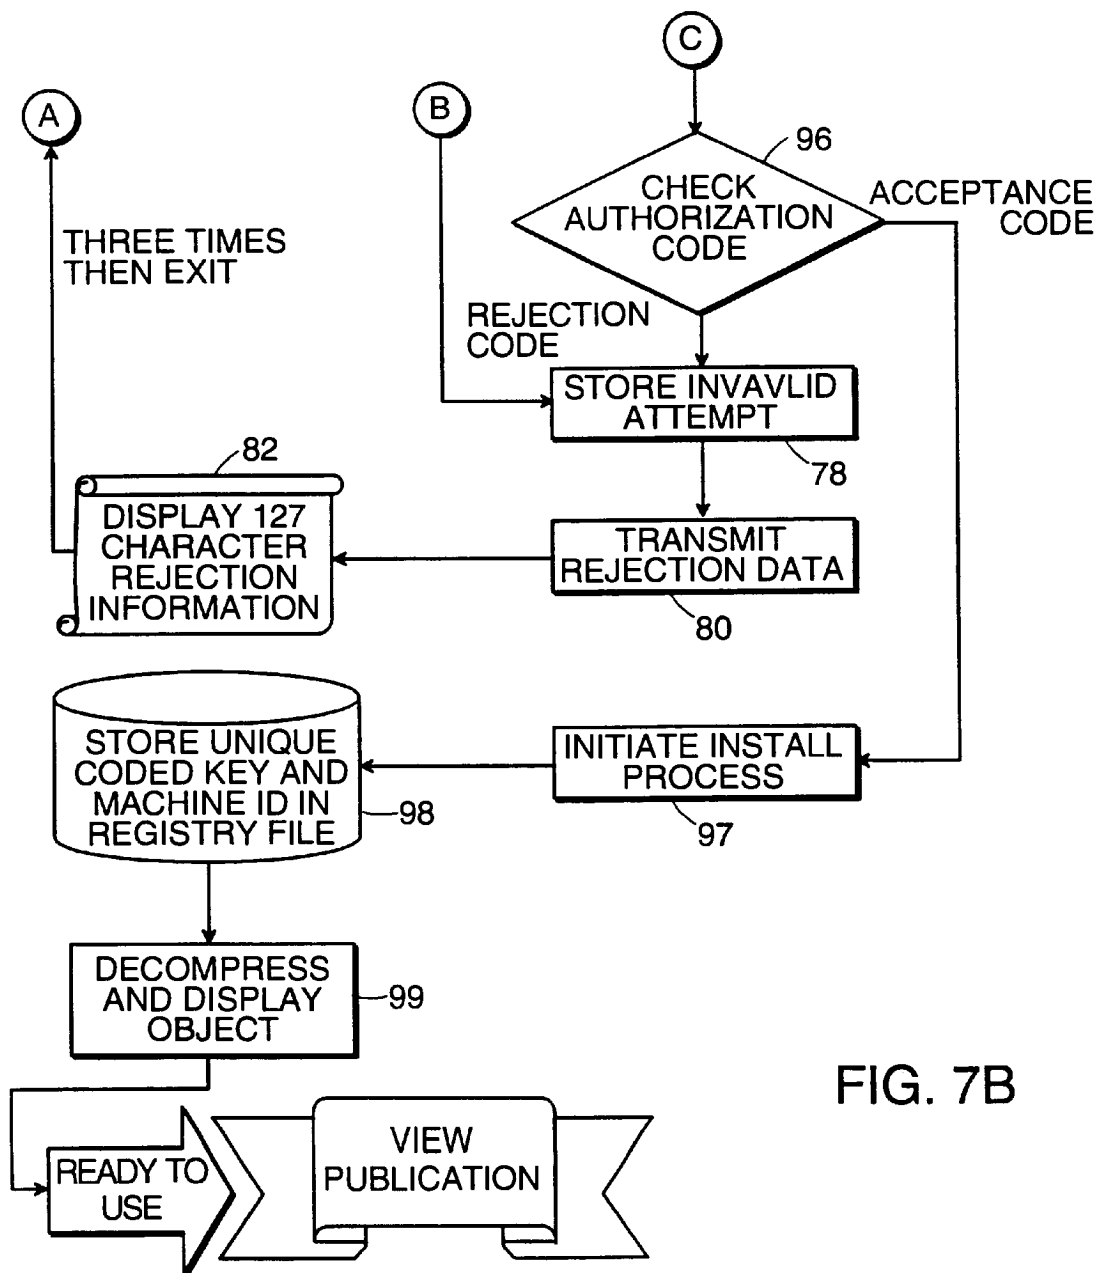 C
A
B
96
CHECK
AUTHORIZATION
CODE
ACCEPTANCE
CODE
THREE TIMES
THEN EXIT
REJECTION
CODE
STORE INVAVLID
ATTEMPT
78
82
DISPLAY 127
CHARACTER
REJECTION
INFORMATION
TRANSMIT
REJECTION DATA
80
STORE UNIQUE
CODED KEY AND
MACHINE ID IN
REGISTRY FILE
98
INITIATE INSTALL
PROCESS
97
DECOMPRESS
AND DISPLAY
OBJECT
99
FIG. 7B
READY TO
USE
VIEW
PUBLICATION